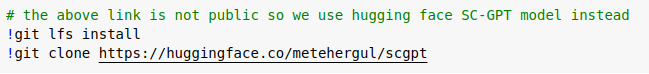 # the above link is not public so we use hugging face SC-GPT model instead
!git lfs install
!git clone https://huggingface.co/metehergul/scgpt